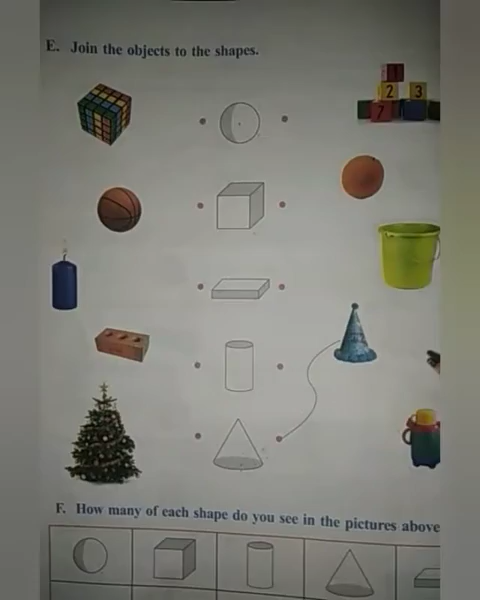 E. Join the objects to the shapes.
1
2 3
7
F. How many of each shape do you see in the pictures above